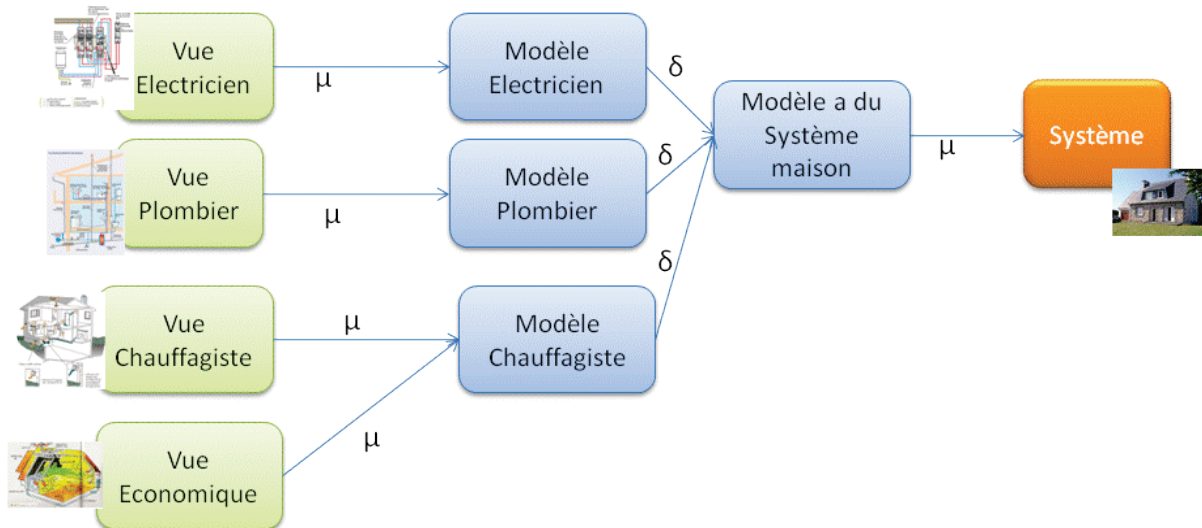 Vue
Electricien
μ
Modèle
Electricien
δ
Vue
Plombier
μ
Modèle
Plombier
δ
Modèle a du
Système
maison
μ
Système
Vue
Chauffagiste
μ
Modèle
Chauffagiste
δ
Vue
Economique
μ